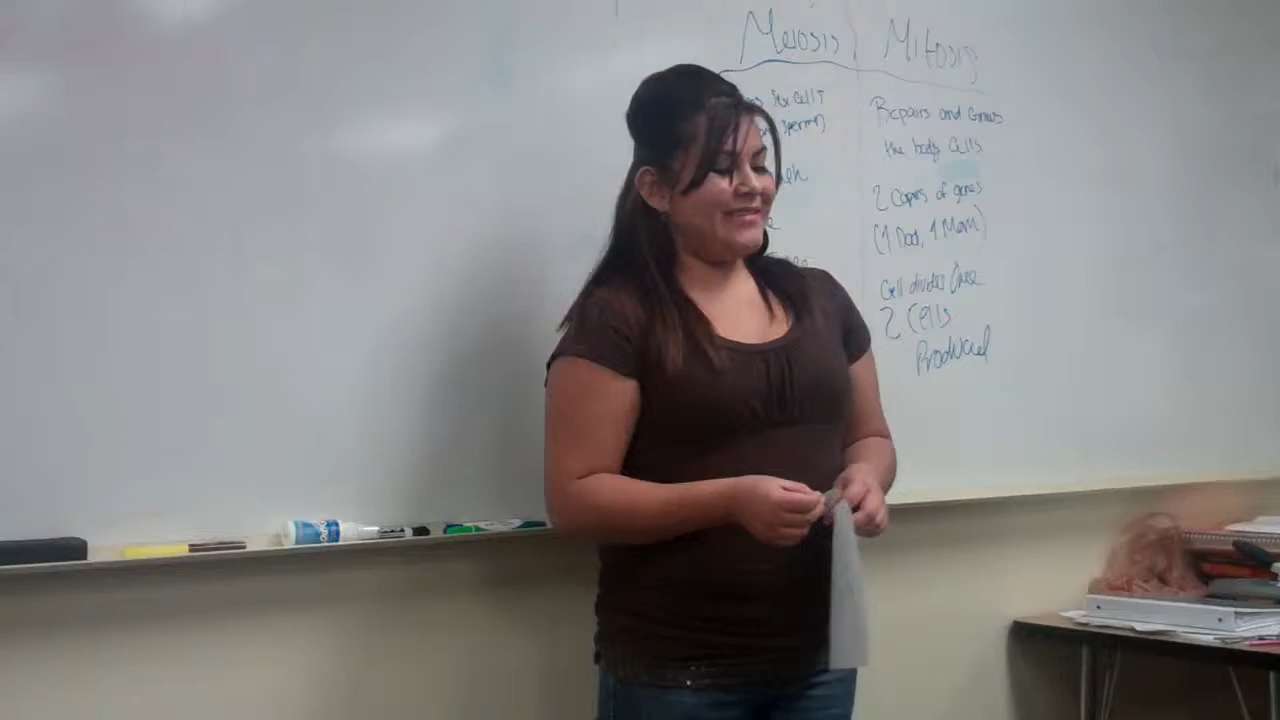 Meiosis Mitosis
sex cells
sperm)
Repairs and Grows
the body cells
2 copies of genes
(1 Dad, 1 Mom)
Cell divides once
2 cells
Produced